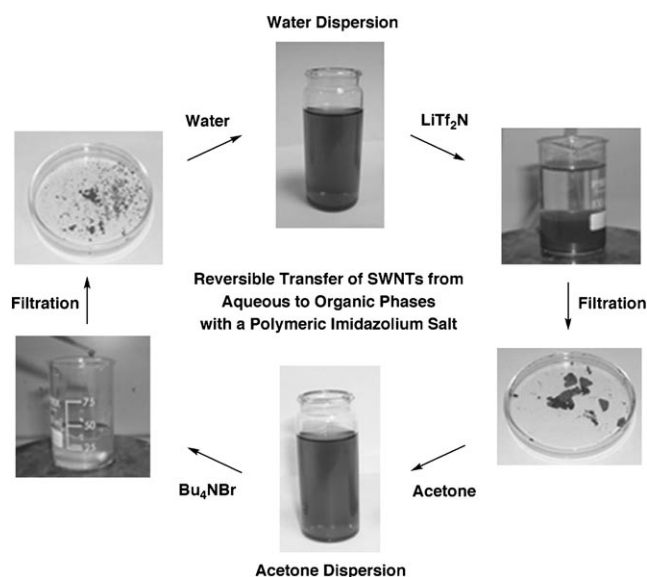 Water Dispersion
Water
LiTf₂N
Filtration
Reversible Transfer of SWNTs from
Aqueous to Organic Phases
with a Polymeric Imidazolium Salt
Filtration
75
50
25
Bu₄NBr
Acetone
Acetone Dispersion